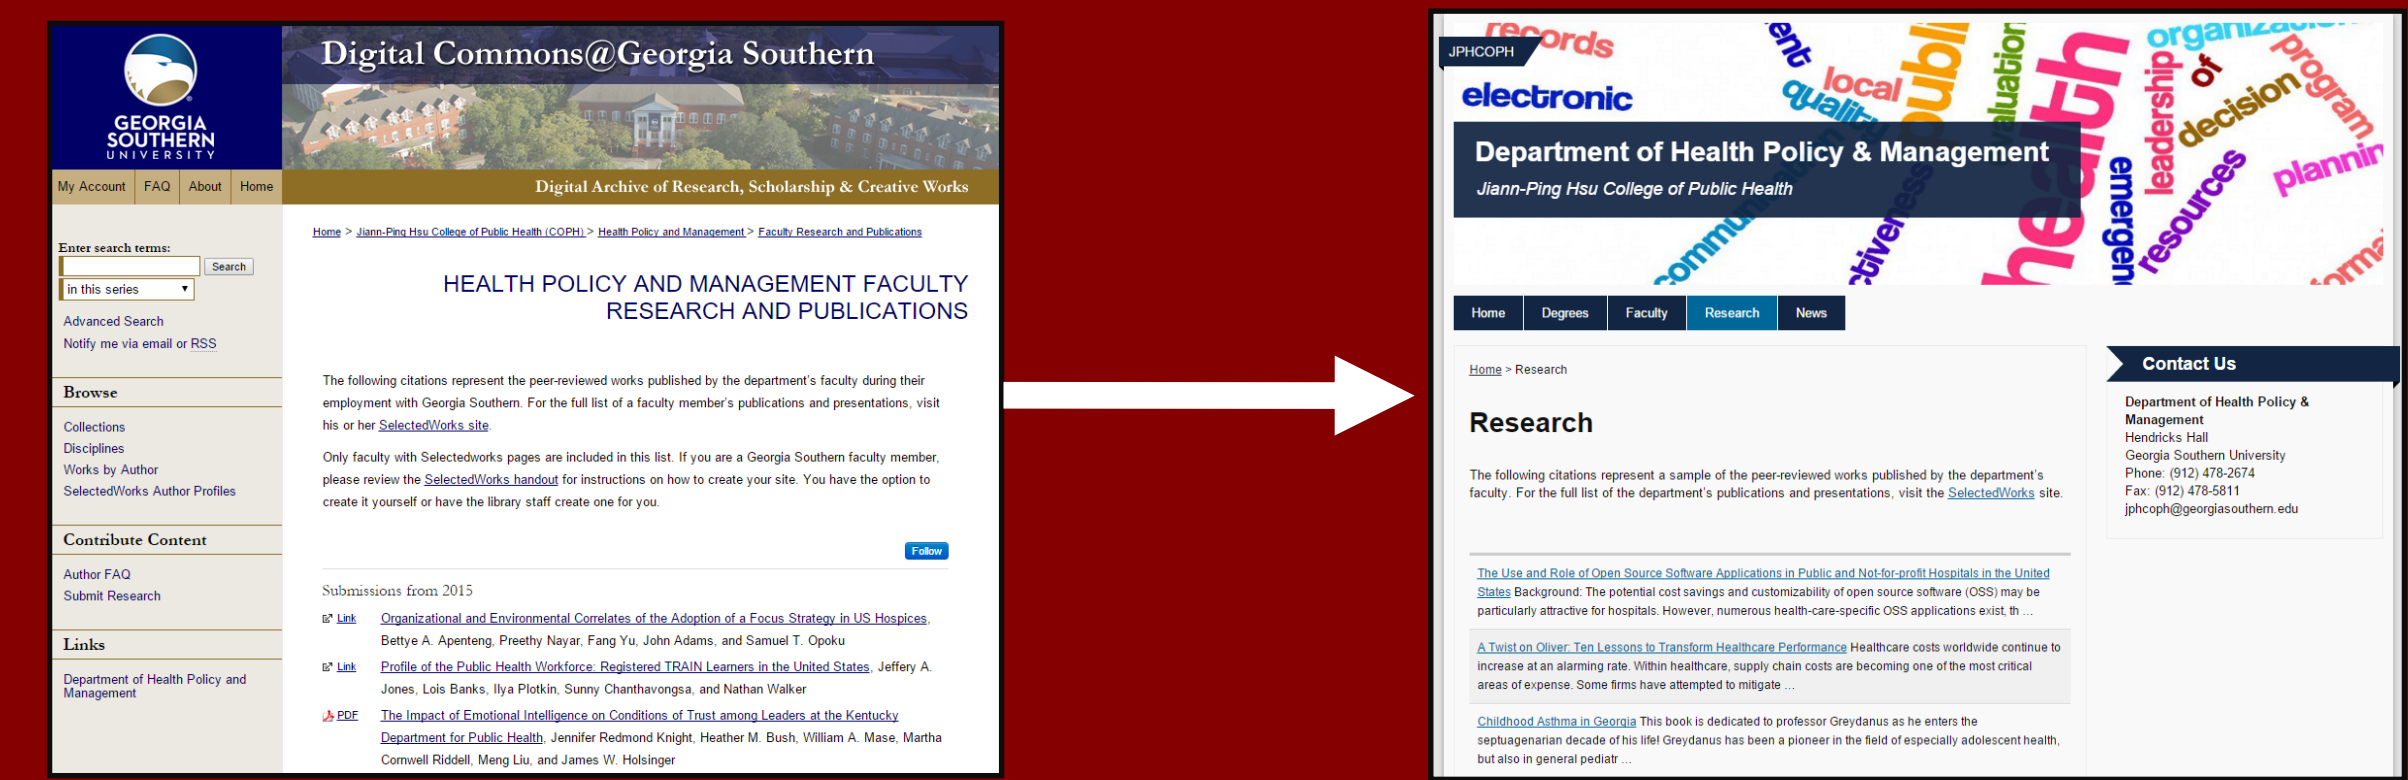 GEORGIA
SOUTHERN
UNIVERSITY
Digital Commons@Georgia Southern
My Account FAQ About Home
Digital Archive of Research, Scholarship & Creative Works
Enter search terms:
Search
in this series
Advanced Search
Notify me via email or RSS
Browse
Collections
Disciplines
Works by Author
SelectedWorks Author Profiles
Contribute Content
Author FAQ
Submit Research
Links
Department of Health Policy and
Management
Home > Jiann-Ping Hsu College of Public Health (COPH) > Health Policy and Management > Faculty Research and Publications
HEALTH POLICY AND MANAGEMENT FACULTY
RESEARCH AND PUBLICATIONS
The following citations represent the peer-reviewed works published by the department's faculty during their
employment with Georgia Southern. For the full list of a faculty member's publications and presentations, visit
his or her SelectedWorks site.
Only faculty with Selectedworks pages are included in this list. If you are a Georgia Southern faculty member,
please review the SelectedWorks handout for instructions on how to create your site. You have the option to
create it yourself or have the library staff create one for you.
Follow
Submissions from 2015
Link Organizational and Environmental Correlates of the Adoption of a Focus Strategy in US Hospices,
Bettye A. Apenteng, Preethy Nayar, Fang Yu, John Adams, and Samuel T. Opoku
Link Profile of the Public Health Workforce: Registered TRAIN Learners in the United States, Jeffery A.
Jones, Lois Banks, Ilya Plotkin, Sunny Chanthavongsa, and Nathan Walker
PDF The Impact of Emotional Intelligence on Conditions of Trust among Leaders at the Kentucky
Department for Public Health, Jennifer Redmond Knight, Heather M. Bush, William A. Mase, Martha
Cornwell Riddell, Meng Liu, and James W. Holsinger
JPHCOPH
records
electronic
local
health
leadership
of
decision
program
resources
Department of Health Policy & Management
Jiann-Ping Hsu College of Public Health
Home Degrees Faculty Research News
Home > Research
Research
The following citations represent a sample of the peer-reviewed works published by the department's
faculty. For the full list of the department's publications and presentations, visit the SelectedWorks site.
The Use and Role of Open Source Software Applications in Public and Not-for-profit Hospitals in the United
States Background: The potential cost savings and customizability of open source software (OSS) may be
particularly attractive for hospitals. However, numerous health-care-specific OSS applications exist, th ...
A Twist on Oliver: Ten Lessons to Transform Healthcare Performance Healthcare costs worldwide continue to
increase at an alarming rate. Within healthcare, supply chain costs are becoming one of the most critical
areas of expense. Some firms have attempted to mitigate ...
Childhood Asthma in Georgia This book is dedicated to professor Greydanus as he enters the
septuagenarian decade of his life! Greydanus has been a pioneer in the field of especially adolescent health,
but also in general pediatr ...
Contact Us
Department of Health Policy &
Management
Hendricks Hall
Georgia Southern University
Phone: (912) 478-2674
Fax: (912) 478-5811
jphcoph@georgiasouthern.edu